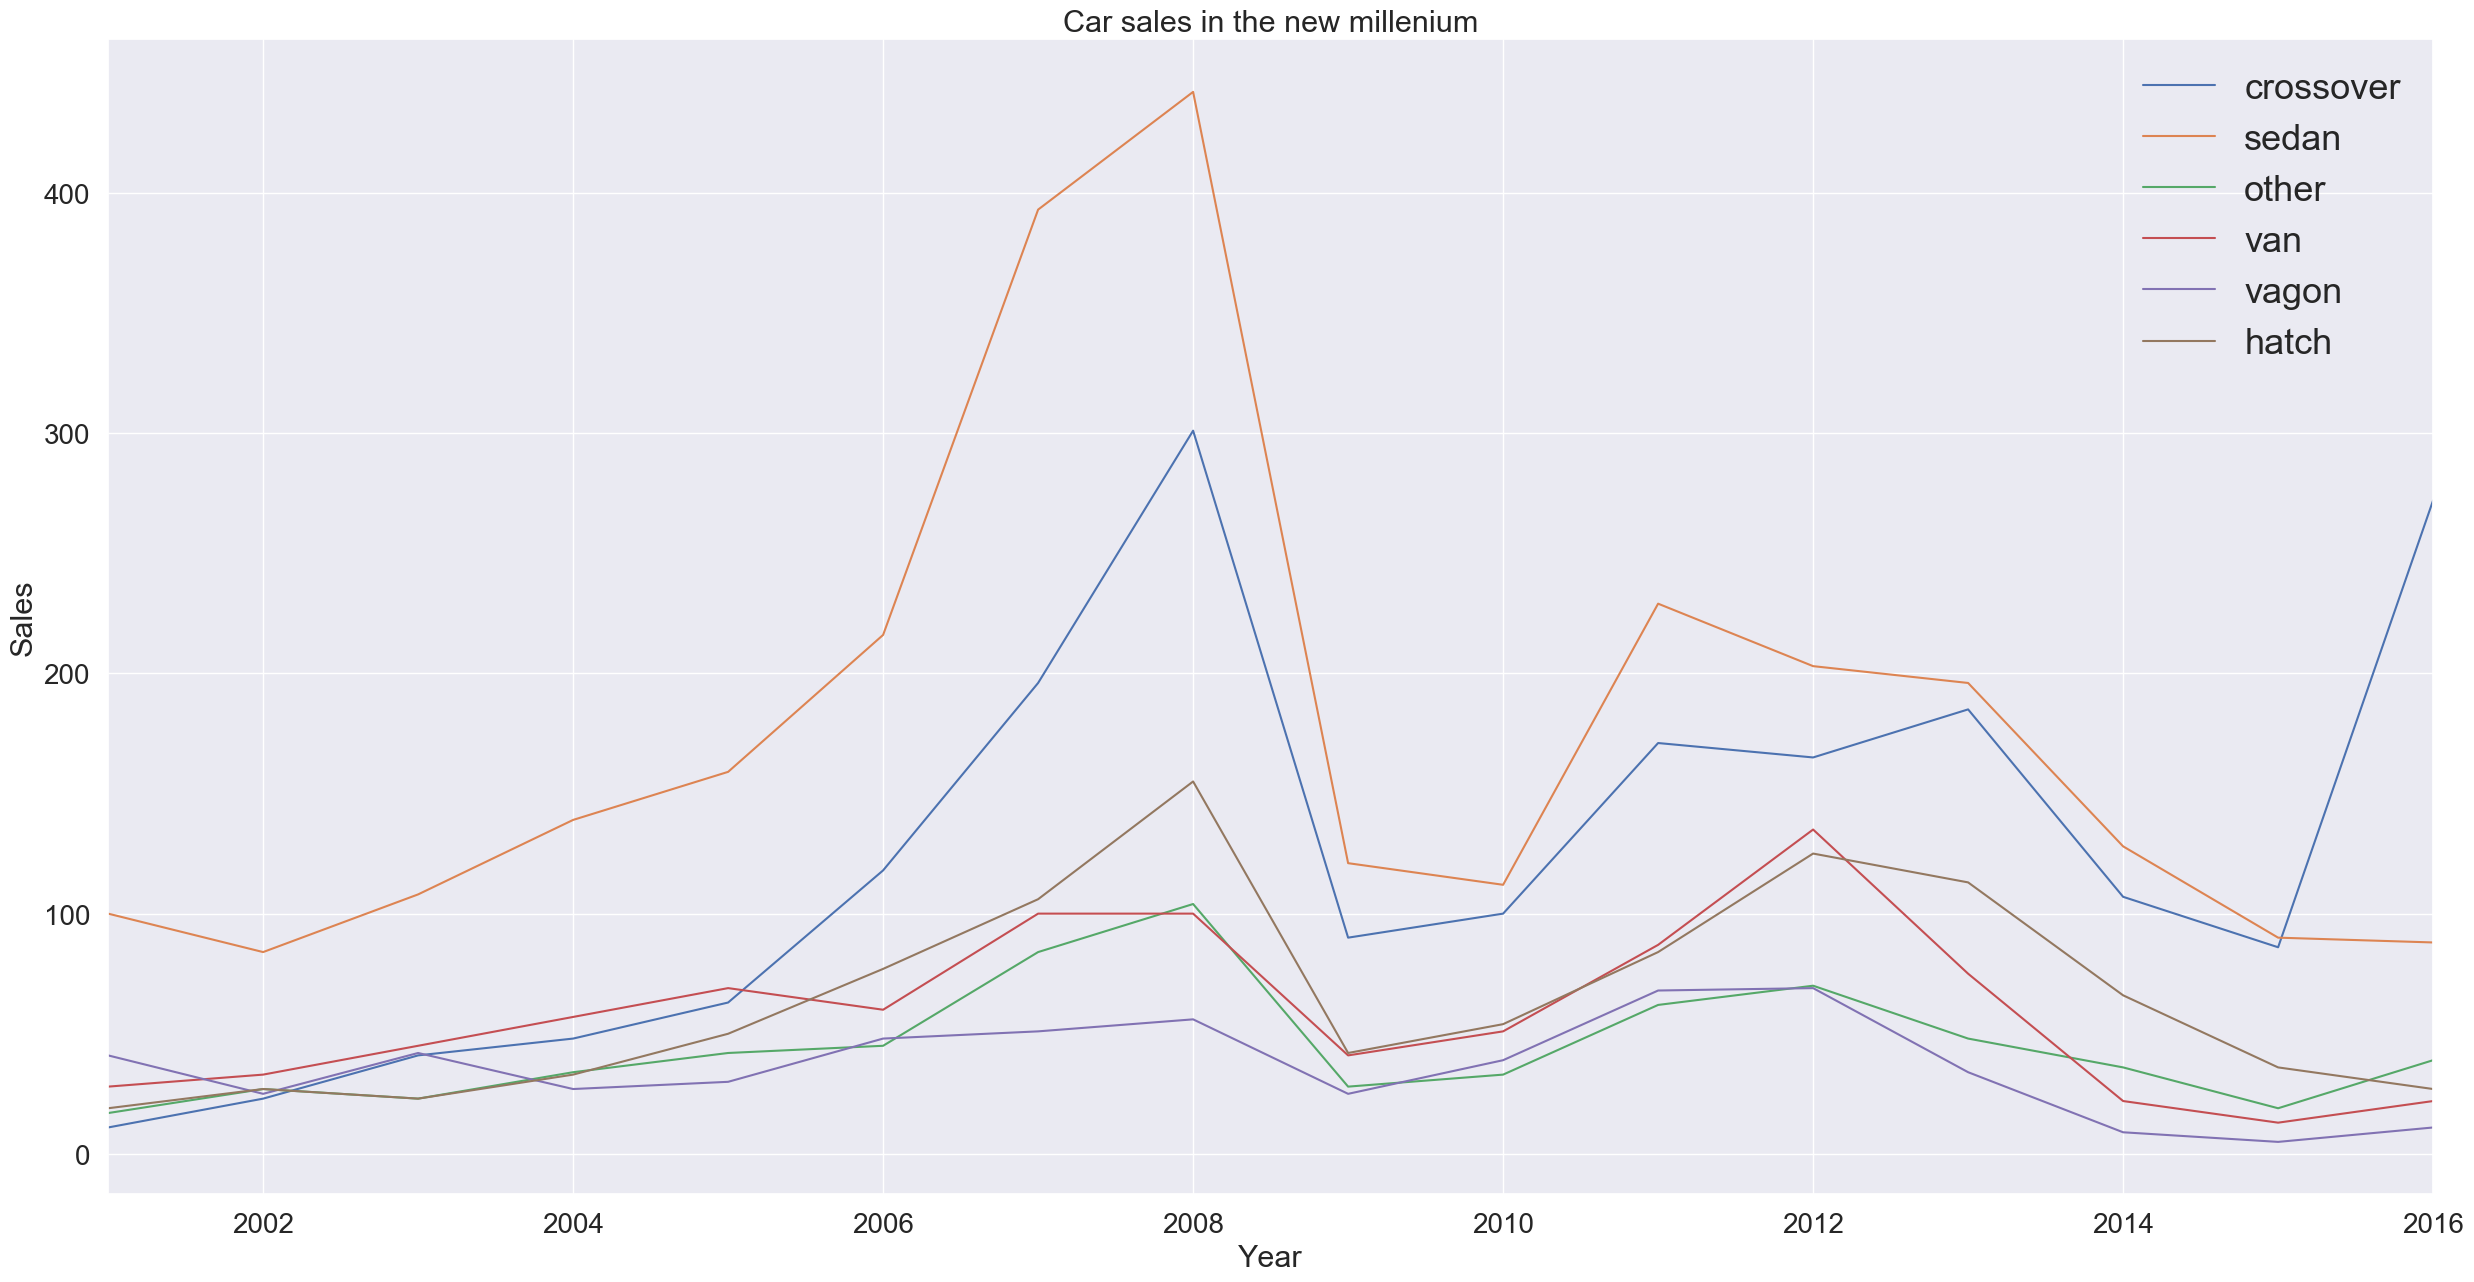 Car sales in the new millenium
crossover
sedan
other
van
vagon
hatch
400
300
200
100
0
Sales
2002 2004 2006 2008 2010 2012 2014 2016
Year